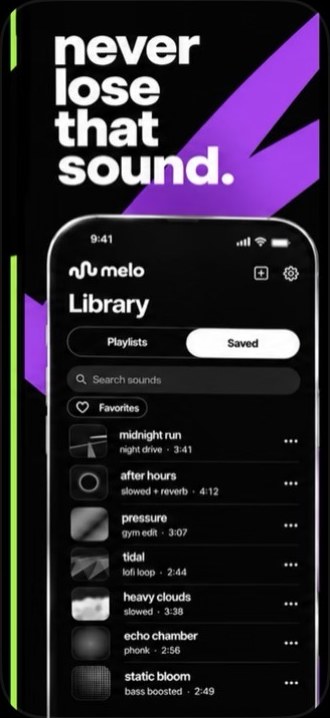 never
lose
that
sound.
9:41
melo
Library
Playlists
Saved
Search sounds
Favorites
midnight run
night drive · 3:41
after hours
slowed + reverb · 4:12
pressure
gym edit · 3:07
tidal
lofi loop · 2:44
heavy clouds
slowed · 3:38
echo chamber
phonk · 2:56
static bloom
bass boosted · 2:49